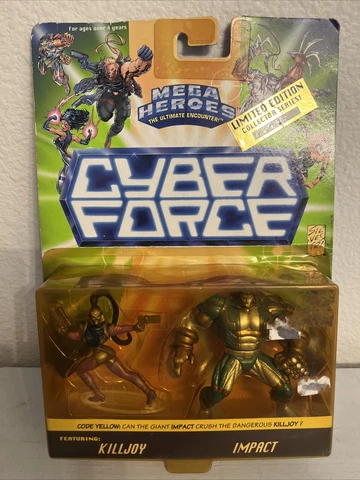 For ages over 4 years
MEGA
HEROES
THE ULTIMATE ENCOUNTER!
LIMITED EDITION
COLLECTOR SERIES!
CYBER
FORCE
CODE YELLOW: CAN THE GIANT IMPACT CRUSH THE DANGEROUS KILLJOY ?
FEATURING:
KILLJOY
IMPACT